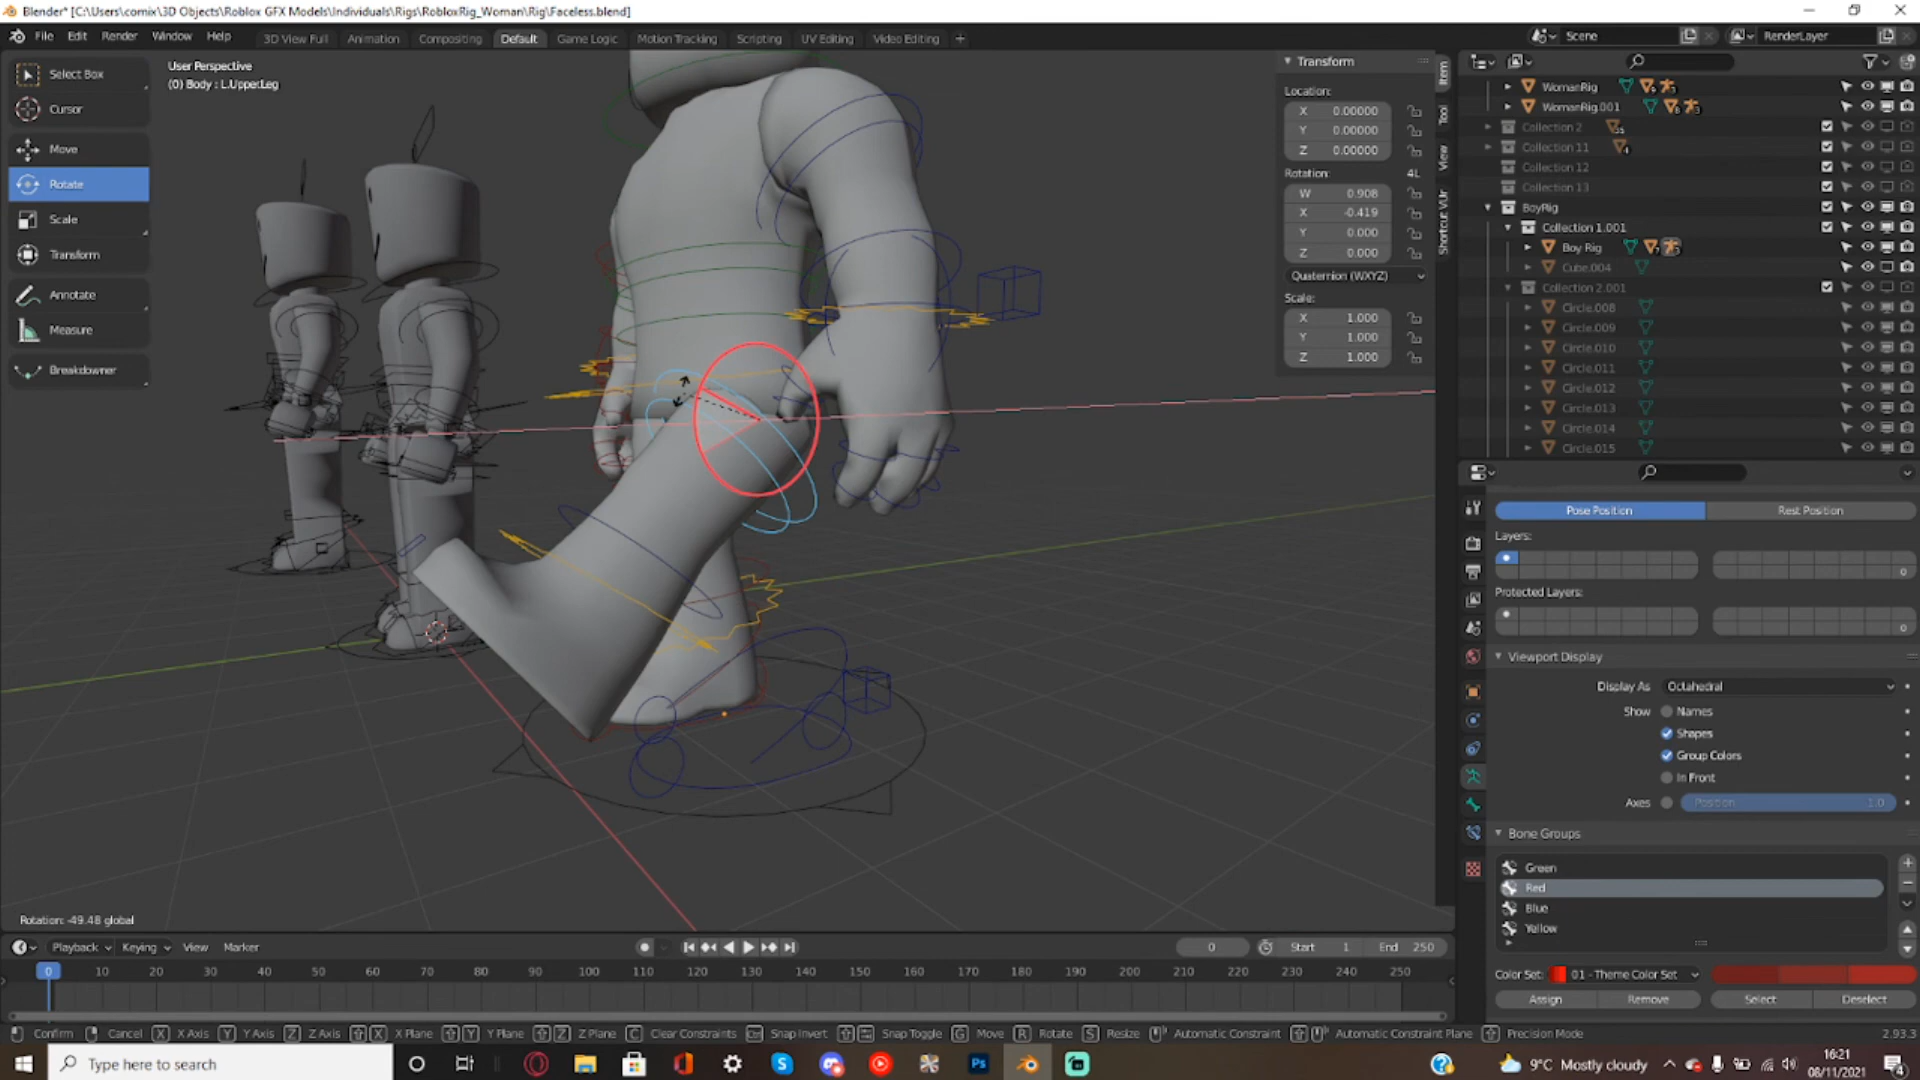 Blender* [C:\Users\comix\3D Objects\Roblox GFX Models\Individuals\Rigs\RobloxRig_Woman\Rig\Faceless.blend]
File Edit Render Window Help 3D View Full Animation Compositing Default Game Logic Motion Tracking Scripting UV Editing Video Editing + Scene RenderLayer
Select Box
Cursor
Move
Rotate
Scale
Transform
Annotate
Measure
Breakdowner
User Perspective
(0) Body : L.UpperLeg
Rotation: -49.48 global
Transform
Location:
X 0.00000
Y 0.00000
Z 0.00000
Rotation: 4L
W 0.908
X -0.419
Y 0.000
Z 0.000
Quaternion (WXYZ)
Scale:
X 1.000
Y 1.000
Z 1.000
Item
Tool
View
Shortcut VUr
WomanRig
WomanRig.001
Collection 2
Collection 11
Collection 12
Collection 13
BoyRig
Collection 1.001
Boy Rig
Cube.004
Collection 2.001
Circle.008
Circle.009
Circle.010
Circle.011
Circle.012
Circle.013
Circle.014
Circle.015
Pose Position Rest Position
Layers:
Protected Layers:
Viewport Display
Display As Octahedral
Show Names
Shapes
Group Colors
In Front
Axes Position 1.0
Bone Groups
Green
Red
Blue
Yellow
Color Set: 01 - Theme Color Set
Assign Remove Select Deselect
Playback Keying View Marker 0 Start 1 End 250
0 10 20 30 40 50 60 70 80 90 100 110 120 130 140 150 160 170 180 190 200 210 220 230 240 250
Confirm Cancel X X Axis Y Y Axis Z Z Axis X X Plane Y Y Plane Z Z Plane C Clear Constraints Ctrl Snap Invert Snap Toggle G Move R Rotate S Resize Automatic Constraint Automatic Constraint Plane Precision Mode 2.93.3
Type here to search
Ps
9°C Mostly cloudy
16:21
08/11/2021
4